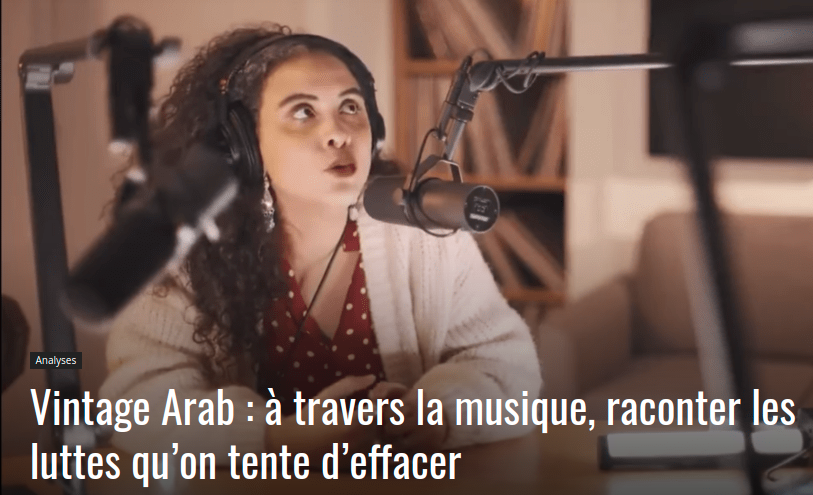 Analyses
Vintage Arab : à travers la musique, raconter les
luttes qu’on tente d’effacer